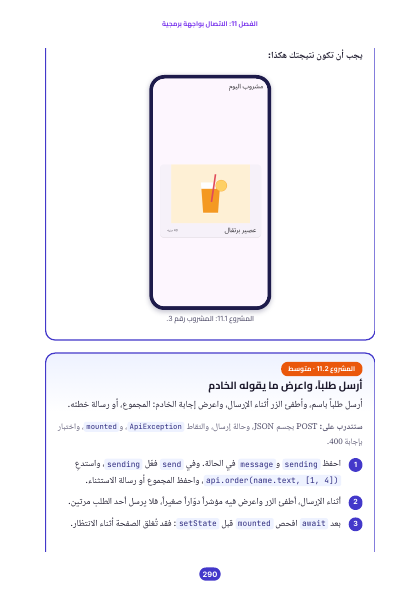 الفصل 11: الاتصال بواجهة برمجية
يجب أن تكون نتيجتك هكذا:
مشروب اليوم
عصير برتقال
المشروع 11.1: المشروب رقم 3.
المشروع 11.2 · متوسط
أرسل طلباً، واعرض ما يقوله الخادم
أرسل طلباً باسم، وأطفئ الزر أثناء الإرسال، واعرض إجابة الخادم: المجموع، أو رسالة خطئه.
ستتدرب على: POST بجسم JSON، وحالة إرسال، والتقاط ApiException، و mounted، واختبار
بإجابة 400.
1 احفظ sending و message في الحالة. وفي send فعّل sending، واستدعِ
api.order(name.text, [1, 4])، واحفظ المجموع أو رسالة الاستثناء.
2 أثناء الإرسال، أطفئ الزر واعرض فيه مؤشراً دوّاراً صغيراً، فلا يرسل أحد الطلب مرتين.
3 بعد await افحص mounted قبل setState: فقد تُغلق الصفحة أثناء الانتظار.
290